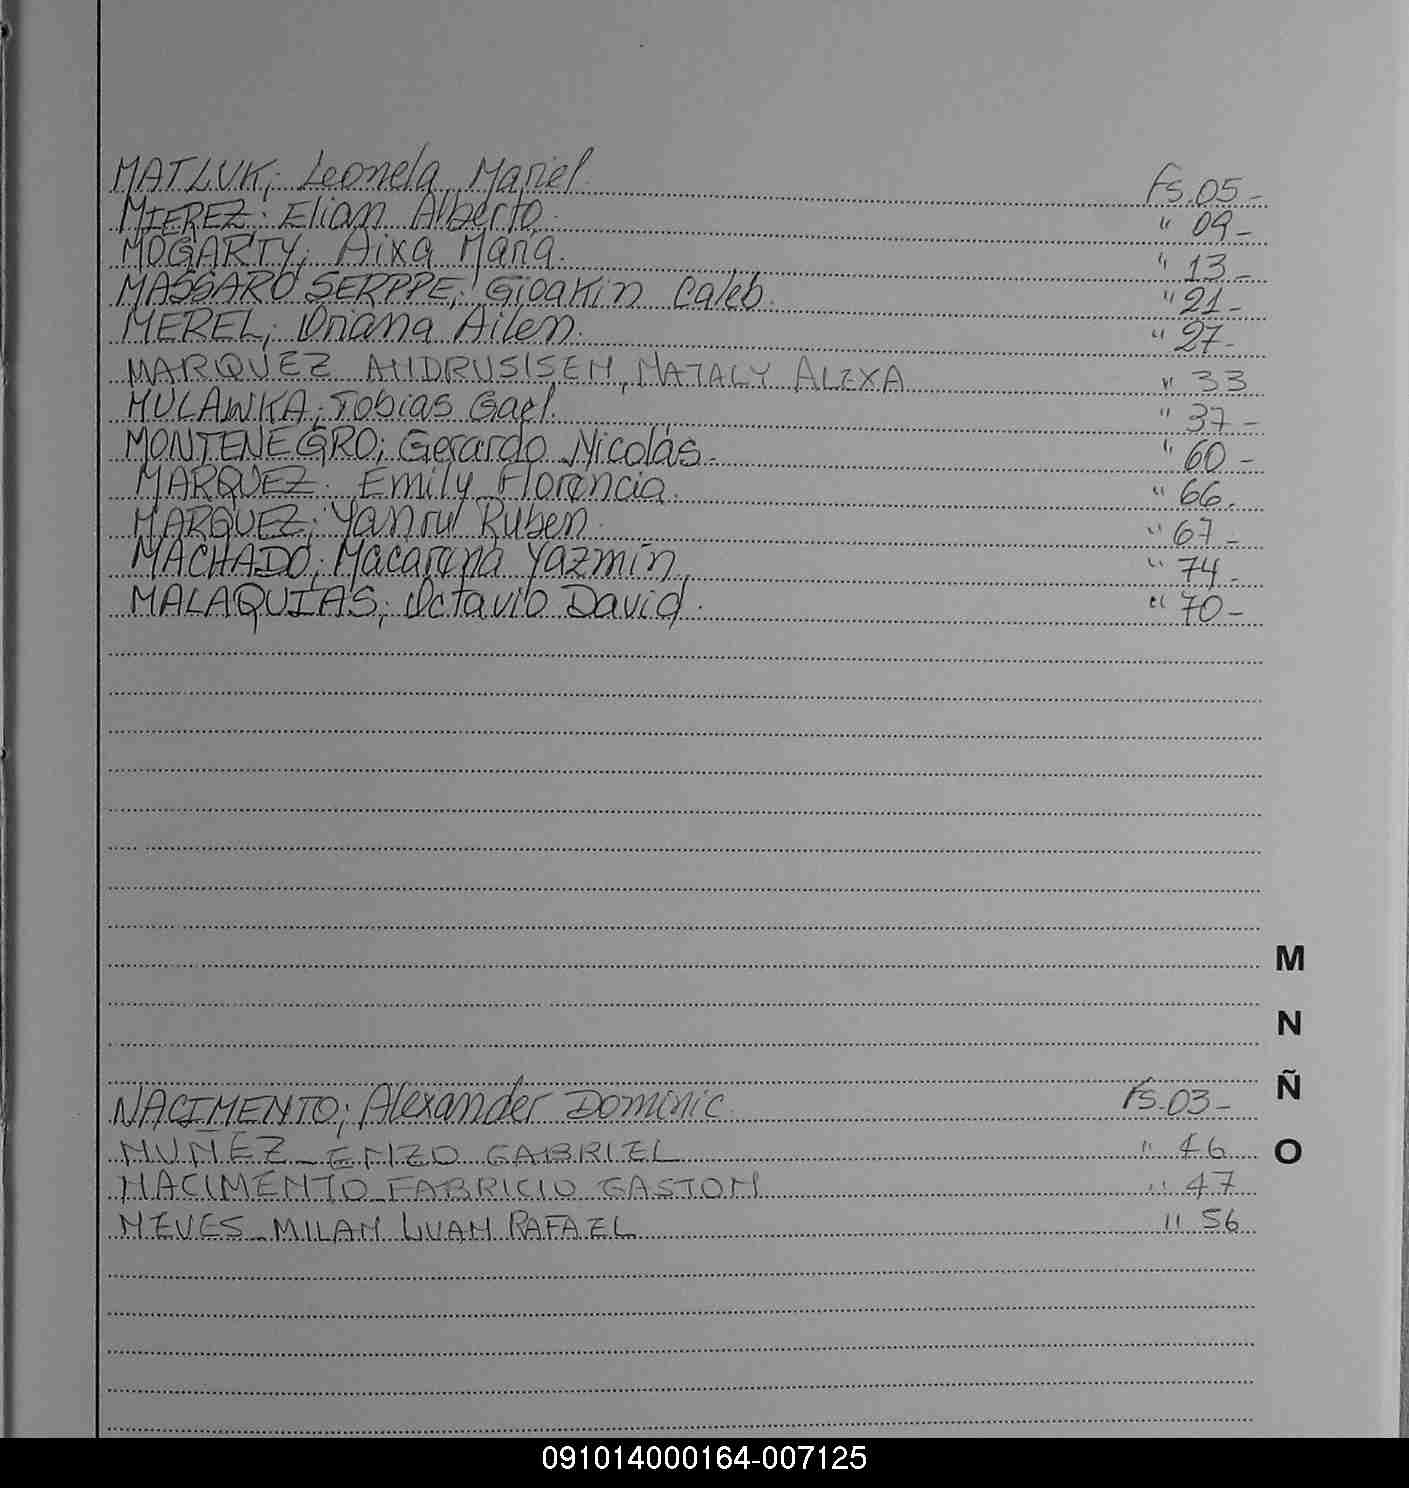 MATLUK; Leonela Mariel. Fs. 05-
MIEREZ; Elian Alberto. " 09-
MOGARTY; Aixa Maria. " 13-
MASSARO SERPPE; Gioakin Caleb. " 21-
MEREL; Oriana Ailen. " 27-
MARQUEZ ANDRUSISEN, NATALY ALEXA " 33
MULAWKA; Tobias Gael. " 37-
MONTENEGRO; Gerardo Nicolás. " 60-
MARQUEZ. Emily Florencia. " 66.
MARQUEZ; Ruben. " 67-
MACHADO; Macarena Yazmín. " 74-
MALAQUIAS; Octavio David. " 70-
M
N
Ñ
NACIMENTO; Alexander Dominic. Fs. 03-
O
NUÑEZ - ENZO GABRIEL " 46
NACIMENTO - FABRICIO GASTON " 47
NEVES - MILAN LUAN RAFAEL " 56
091014000164-007125